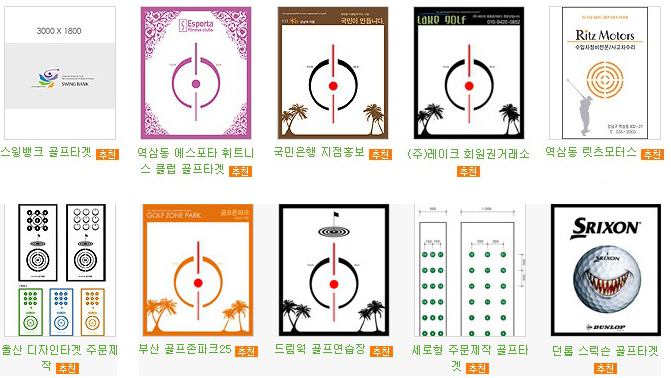 3000 X 1800
SWING BANK
Esporta
fitness clubs
국민이 만듭니다.
Lake golf
010-9420-0852
Ritz Motors
수입차정비전문/사고차수리
스윙뱅크 골프타겟 추천
역삼동 에스포타 휘트니
스 클럽 골프타겟 추천
국민은행 지점홍보 추천
(주)레이크 회원권거래소
추천
역삼동 릿츠모터스 추천
GOLF ZONE PARK
골프존파크
SRIXON
DUNLOP
울산 디자인타겟 주문제
작 추천
부산 골프존파크25 추천
드림웍 골프연습장 추천
세로형 주문제작 골프타
겟 추천
던롭 스릭슨 골프타겟
추천